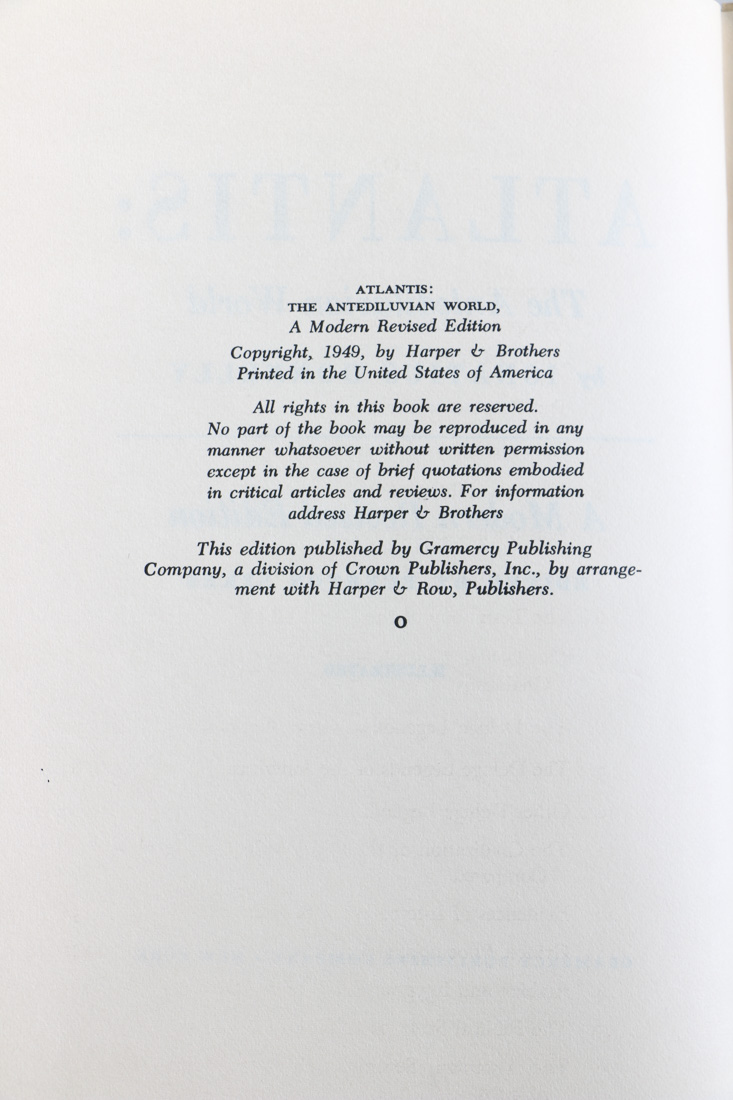 ATLANTIS:
THE ANTEDILUVIAN WORLD,
A Modern Revised Edition
Copyright, 1949, by Harper & Brothers
Printed in the United States of America
All rights in this book are reserved.
No part of the book may be reproduced in any
manner whatsoever without written permission
except in the case of brief quotations embodied
in critical articles and reviews. For information
address Harper & Brothers
This edition published by Gramercy Publishing
Company, a division of Crown Publishers, Inc., by arrange-
ment with Harper & Row, Publishers.
O